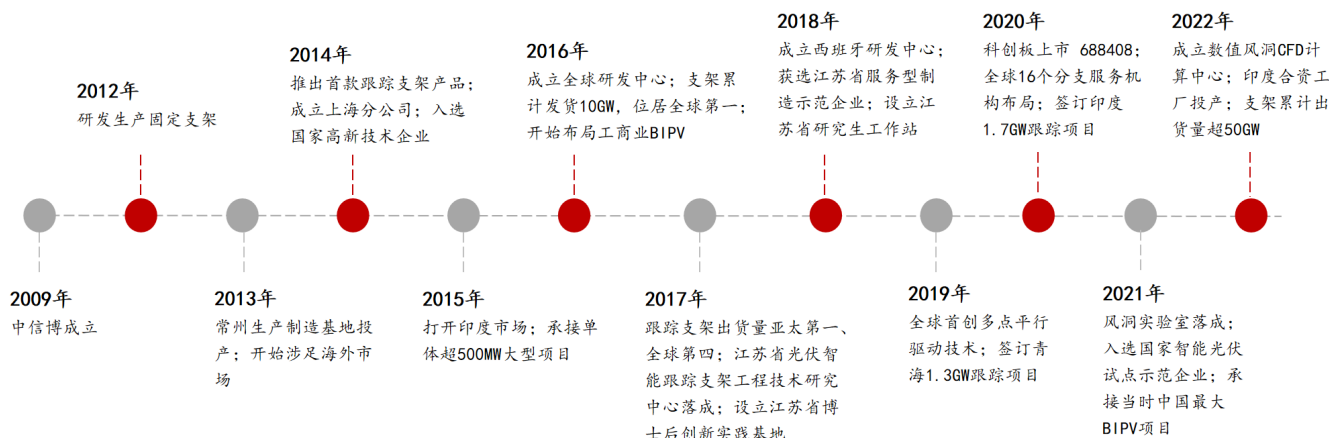 2009年
中信博成立
2012年
研发生产固定支架
2013年
常州生产制造基地投
产；开始涉足海外市
场
2014年
推出首款跟踪支架产品；
成立上海分公司；入选
国家高新技术企业
2015年
打开印度市场；承接单
体超500MW大型项目
2016年
成立全球研发中心；支架累
计发货10GW，位居全球第一；
开始布局工商业BIPV
2017年
跟踪支架出货量亚太第一、
全球第四；江苏省光伏智
能跟踪支架工程技术研究
中心落成；设立江苏省博
士后创新实践基地
2018年
成立西班牙研发中心；
获选江苏省服务型制
造示范企业；设立江
苏省研究生工作站
2019年
全球首创多点平行
驱动技术；签订青
海1.3GW跟踪项目
2020年
科创板上市 688408；
全球16个分支服务机
构布局；签订印度
1.7GW跟踪项目
2021年
风洞实验室落成；
入选国家智能光伏
试点示范企业；承
接当时中国最大
BIPV项目
2022年
成立数值风洞CFD计
算中心；印度合资工
厂投产；支架累计出
货量超50GW